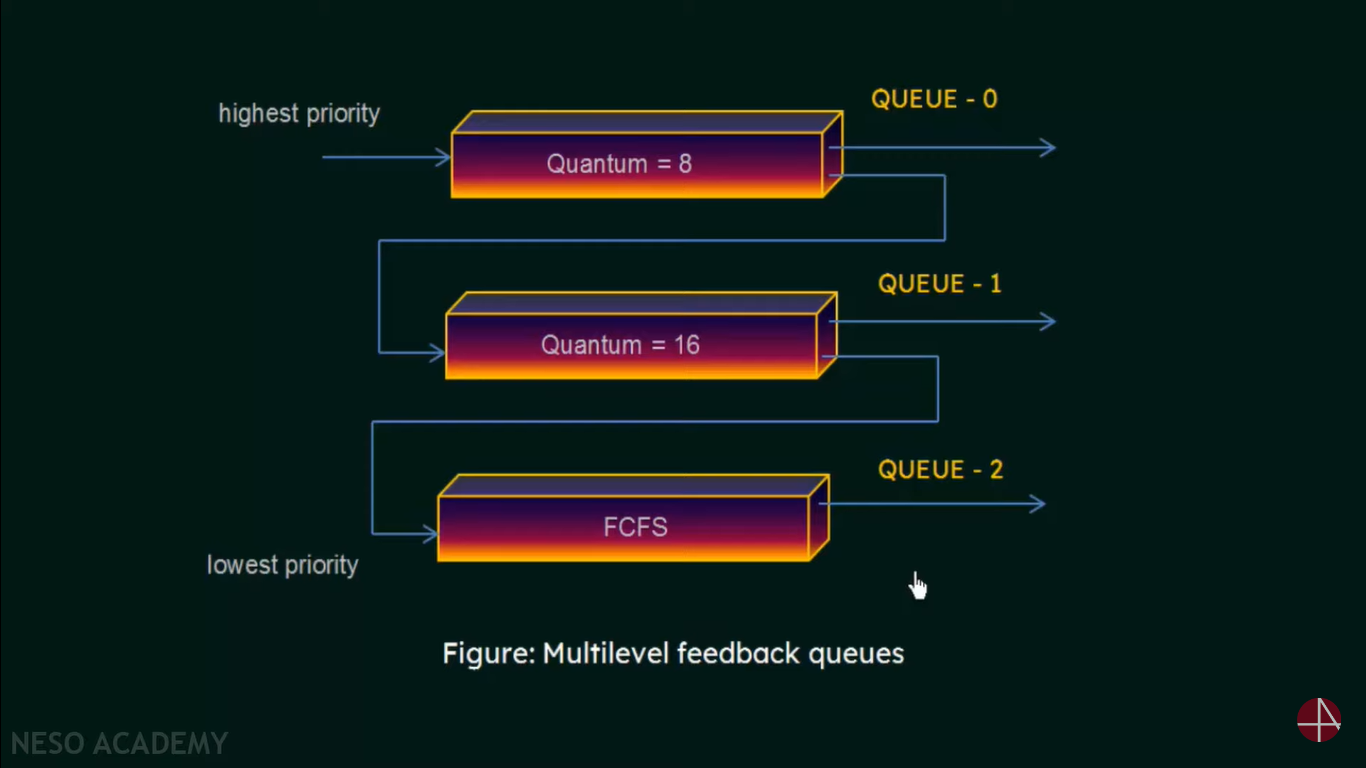 highest priority
QUEUE - 0
Quantum = 8
QUEUE - 1
Quantum = 16
QUEUE - 2
FCFS
lowest priority
Figure: Multilevel feedback queues
NESO ACADEMY